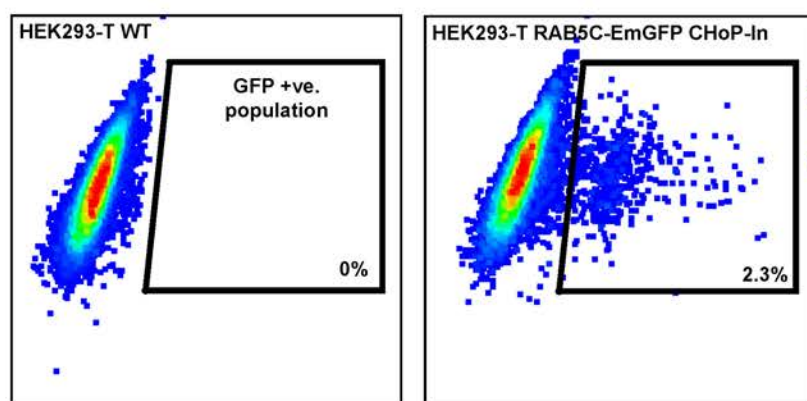 HEK293-T WT
GFP +ve.
population
0%
HEK293-T RAB5C-EmGFP CHoP-In
2.3%